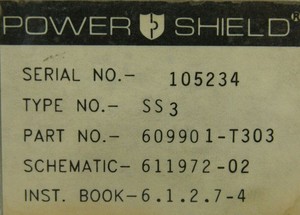 POWER SHIELD
SERIAL NO.- 105234
TYPE NO.- SS3
PART NO.- 609901-T303
SCHEMATIC- 611972-02
INST. BOOK-6.1.2.7-4